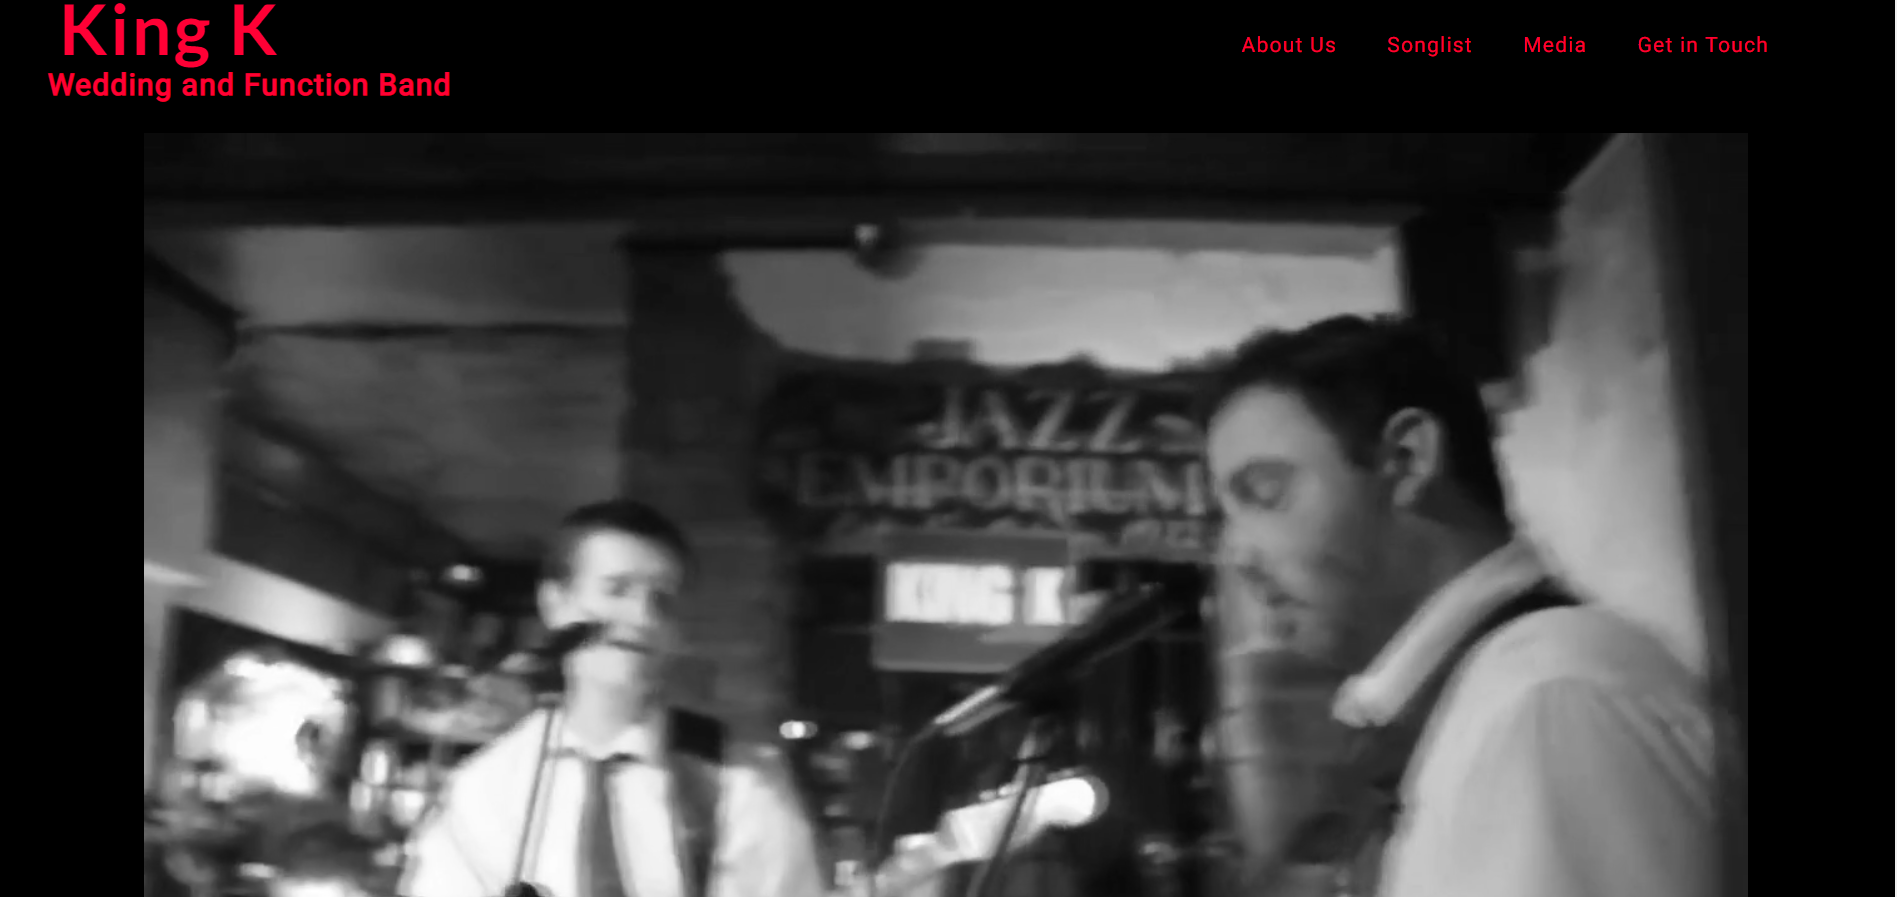 King K
Wedding and Function Band
About Us Songlist Media Get in Touch
JAZZ
EMPORIUM
KING K